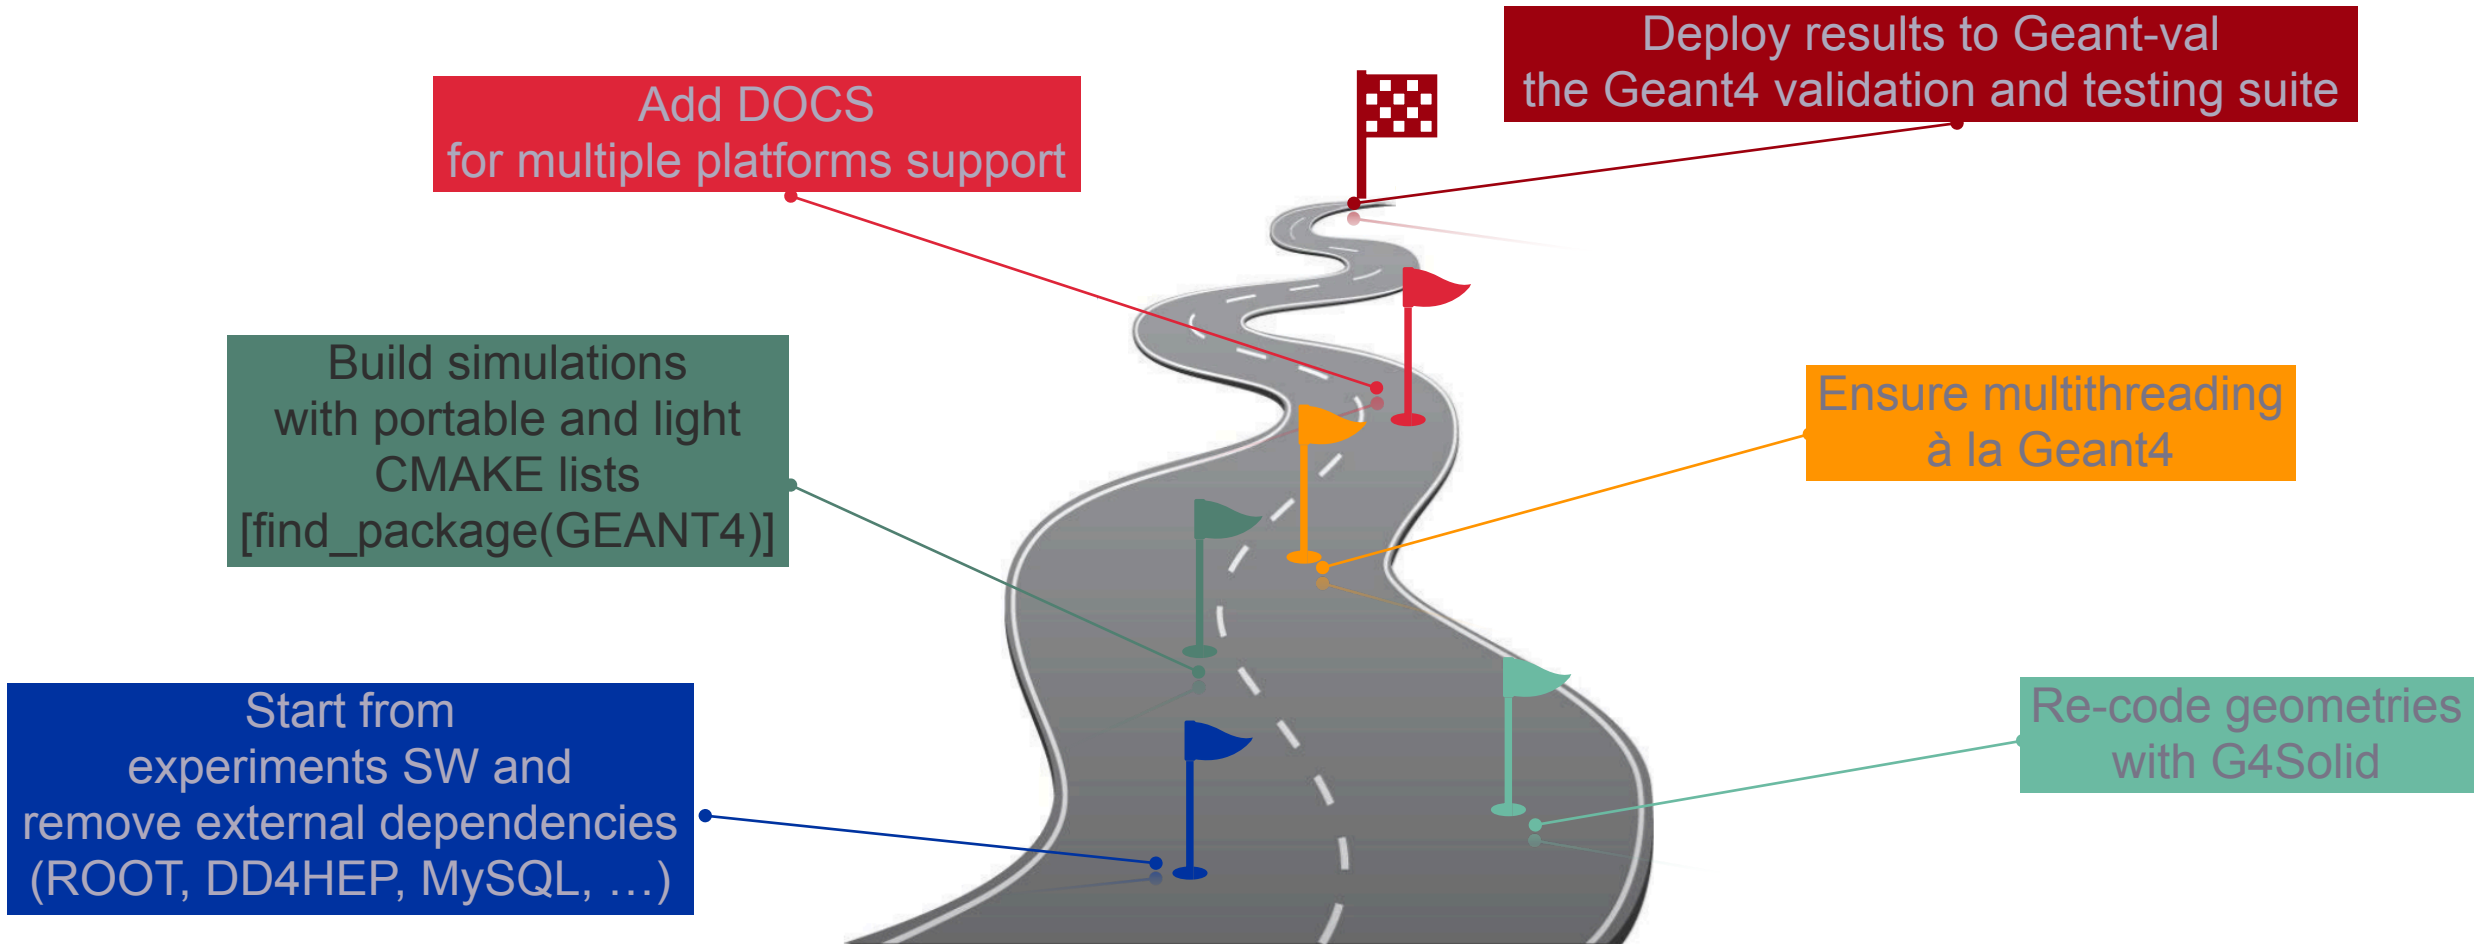 Deploy results to Geant-val
the Geant4 validation and testing suite
Add DOCS
for multiple platforms support
Build simulations
with portable and light
CMAKE lists
[find_package(GEANT4)]
Ensure multithreading
à la Geant4
Start from
experiments SW and
remove external dependencies
(ROOT, DD4HEP, MySQL, …)
Re-code geometries
with G4Solid